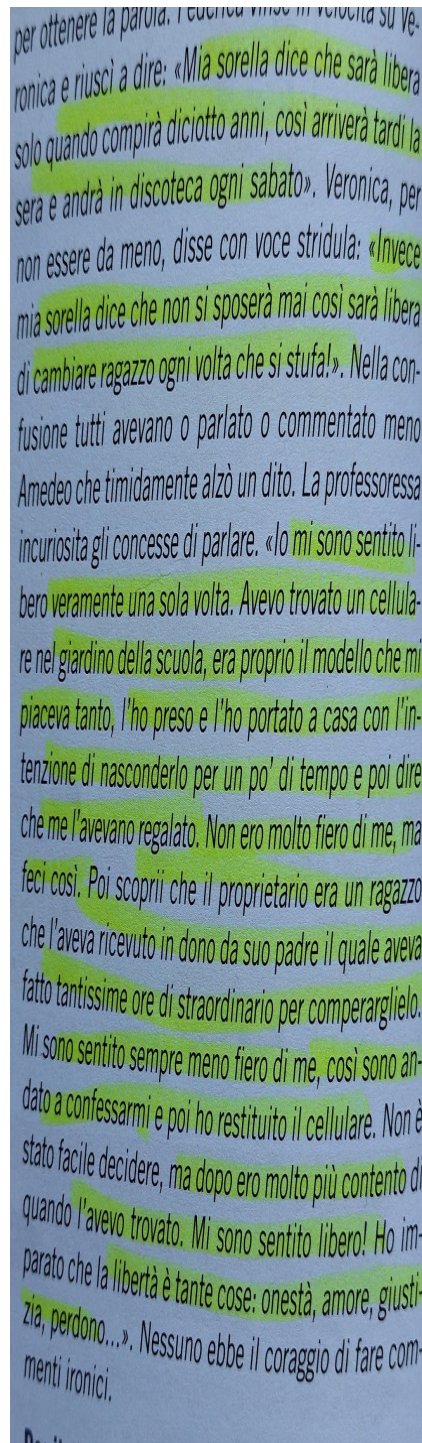 per ottenere la parola. Federica vinse in velocità su Ve-
ronica e riuscì a dire: «Mia sorella dice che sarà libera
solo quando compirà diciotto anni, così arriverà tardi la
sera e andrà in discoteca ogni sabato». Veronica, per
non essere da meno, disse con voce stridula: «Invece
mia sorella dice che non si sposerà mai così sarà libera
di cambiare ragazzo ogni volta che si stufa!». Nella con-
fusione tutti avevano o parlato o commentato meno
Amedeo che timidamente alzò un dito. La professoressa
incuriosita gli concesse di parlare. «Io mi sono sentito li-
bero veramente una sola volta. Avevo trovato un cellula-
re nel giardino della scuola, era proprio il modello che mi
piaceva tanto, l'ho preso e l'ho portato a casa con l'in-
tenzione di nasconderlo per un po' di tempo e poi dire
che me l'avevano regalato. Non ero molto fiero di me, ma
feci così. Poi scoprii che il proprietario era un ragazzo
che l'aveva ricevuto in dono da suo padre il quale aveva
fatto tantissime ore di straordinario per comperarglielo.
Mi sono sentito sempre meno fiero di me, così sono an-
dato a confessarmi e poi ho restituito il cellulare. Non è
stato facile decidere, ma dopo ero molto più contento di
quando l'avevo trovato. Mi sono sentito libero! Ho im-
parato che la libertà è tante cose: onestà, amore, giusti-
zia, perdono...». Nessuno ebbe il coraggio di fare com-
menti ironici.